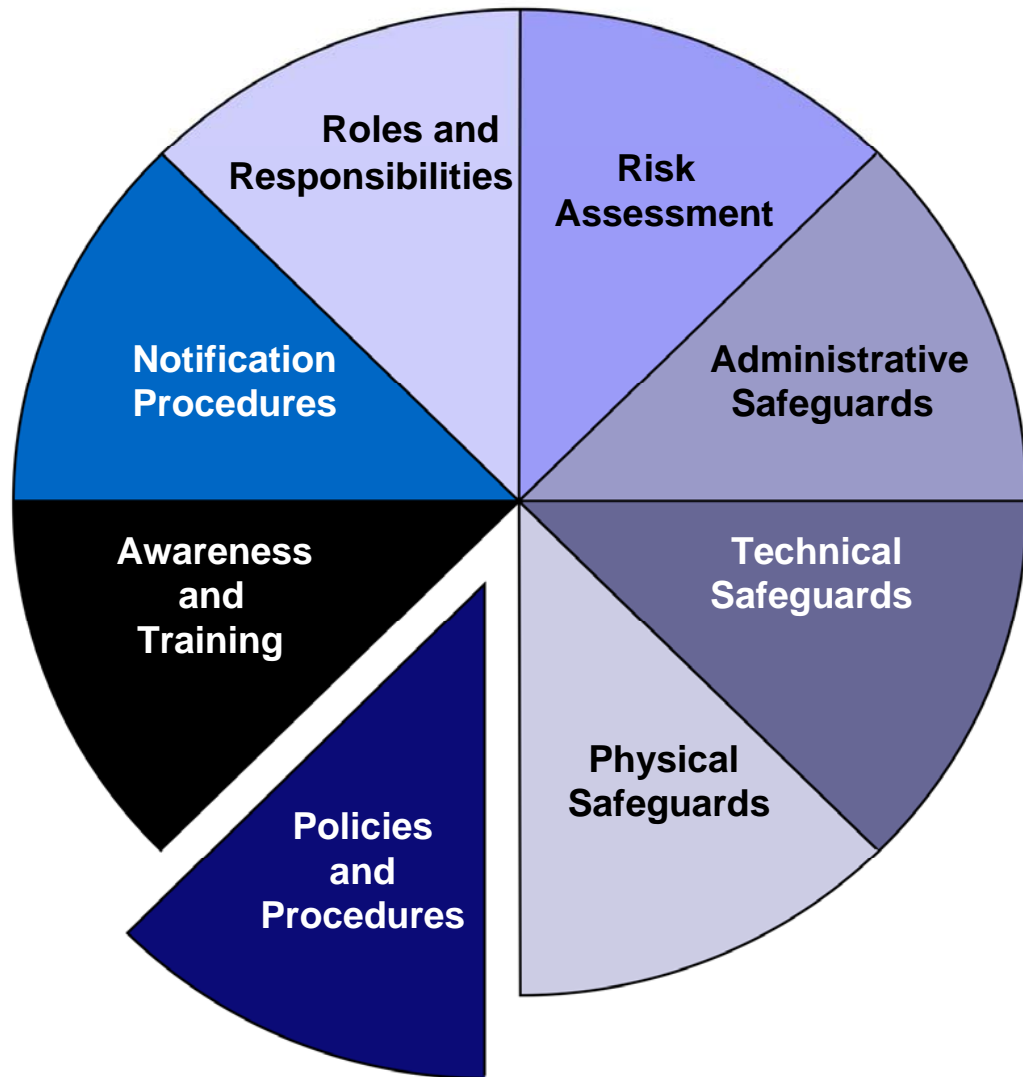 Roles and
Responsibilities
Risk
Assessment
Notification
Procedures
Administrative
Safeguards
Awareness
and
Training
Technical
Safeguards
Physical
Safeguards
Policies
and
Procedures